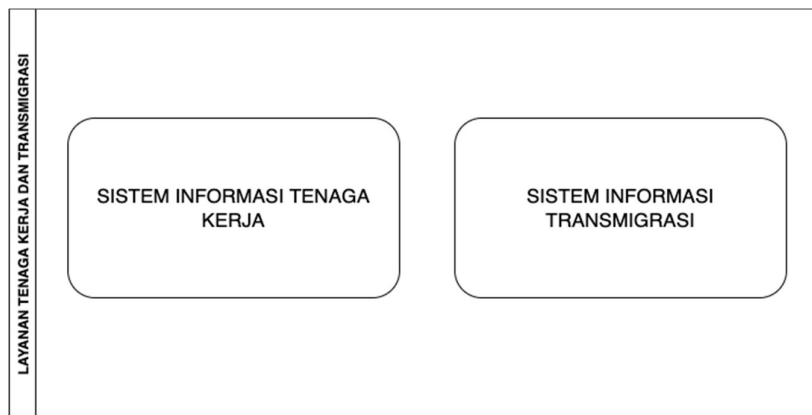 LAYANAN TENAGA KERJA DAN TRANSMIGRASI
SISTEM INFORMASI TENAGA
KERJA
SISTEM INFORMASI
TRANSMIGRASI